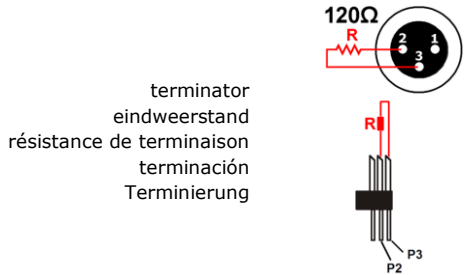 120Ω
R
2 1
3
terminator
eindweerstand
résistance de terminaison
terminación
Terminierung
R
P3
P2